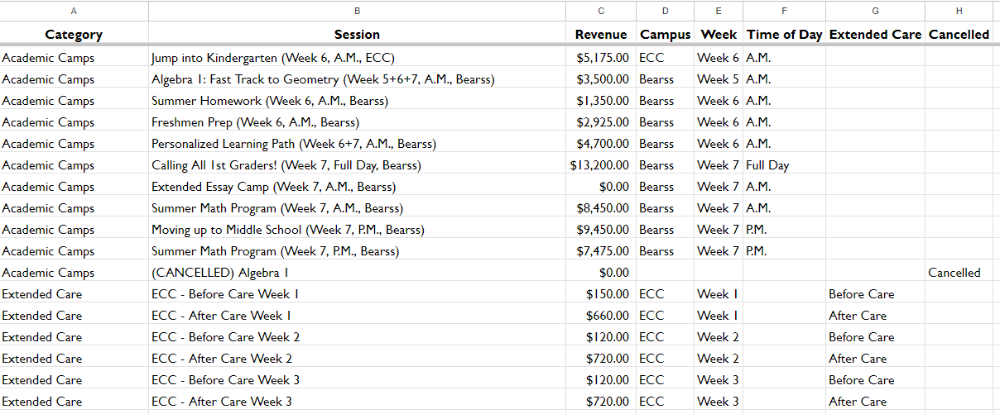 A B C D E F G H
Category Session Revenue Campus Week Time of Day Extended Care Cancelled
Academic Camps Jump into Kindergarten (Week 6, A.M., ECC) $5,175.00 ECC Week 6 A.M.
Academic Camps Algebra 1: Fast Track to Geometry (Week 5+6+7, A.M., Bearss) $3,500.00 Bearss Week 5 A.M.
Academic Camps Summer Homework (Week 6, A.M., Bearss) $1,350.00 Bearss Week 6 A.M.
Academic Camps Freshmen Prep (Week 6, A.M., Bearss) $2,925.00 Bearss Week 6 A.M.
Academic Camps Personalized Learning Path (Week 6+7, A.M., Bearss) $4,700.00 Bearss Week 6 A.M.
Academic Camps Calling All 1st Graders! (Week 7, Full Day, Bearss) $13,200.00 Bearss Week 7 Full Day
Academic Camps Extended Essay Camp (Week 7, A.M., Bearss) $0.00 Bearss Week 7 A.M.
Academic Camps Summer Math Program (Week 7, A.M., Bearss) $8,450.00 Bearss Week 7 A.M.
Academic Camps Moving up to Middle School (Week 7, P.M., Bearss) $9,450.00 Bearss Week 7 P.M.
Academic Camps Summer Math Program (Week 7, P.M., Bearss) $7,475.00 Bearss Week 7 P.M.
Academic Camps (CANCELLED) Algebra 1 $0.00 Cancelled
Extended Care ECC - Before Care Week 1 $150.00 ECC Week 1 Before Care
Extended Care ECC - After Care Week 1 $660.00 ECC Week 1 After Care
Extended Care ECC - Before Care Week 2 $120.00 ECC Week 2 Before Care
Extended Care ECC - After Care Week 2 $720.00 ECC Week 2 After Care
Extended Care ECC - Before Care Week 3 $120.00 ECC Week 3 Before Care
Extended Care ECC - After Care Week 3 $720.00 ECC Week 3 After Care